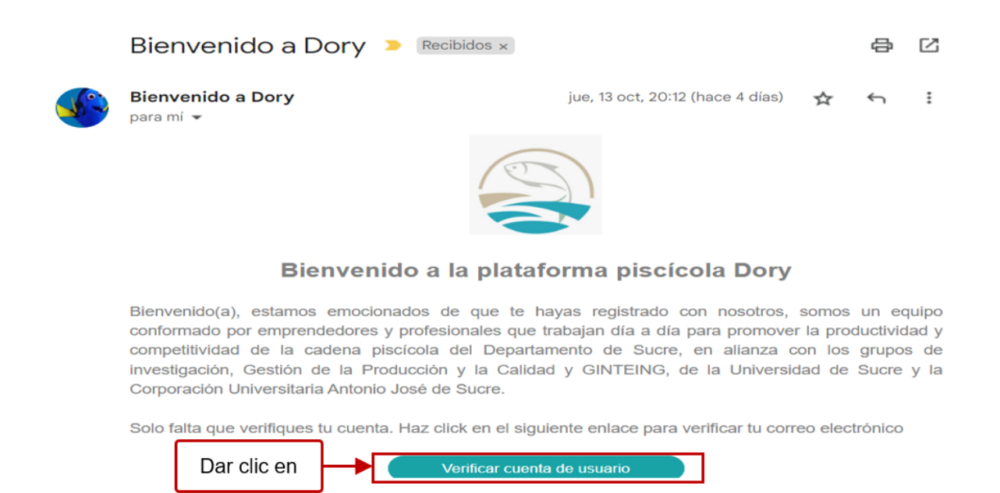 Bienvenido a Dory Recibidos x
Bienvenido a Dory jue, 13 oct, 20:12 (hace 4 días)
para mí
Bienvenido a la plataforma piscícola Dory
Bienvenido(a), estamos emocionados de que te hayas registrado con nosotros, somos un equipo
conformado por emprendedores y profesionales que trabajan día a día para promover la productividad y
competitividad de la cadena piscícola del Departamento de Sucre, en alianza con los grupos de
investigación, Gestión de la Producción y la Calidad y GINTEING, de la Universidad de Sucre y la
Corporación Universitaria Antonio José de Sucre.
Solo falta que verifiques tu cuenta. Haz click en el siguiente enlace para verificar tu correo electrónico
Dar clic en Verificar cuenta de usuario